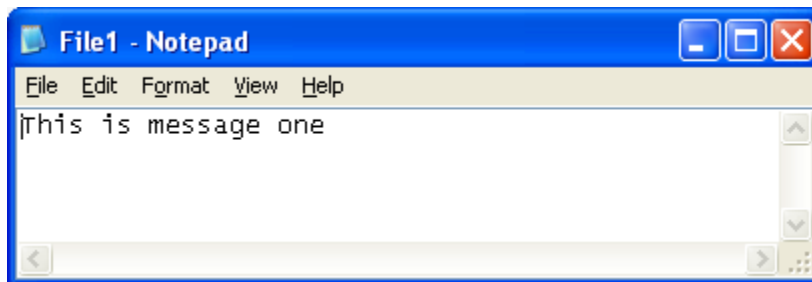 File1 - Notepad
File Edit Format View Help
This is message one